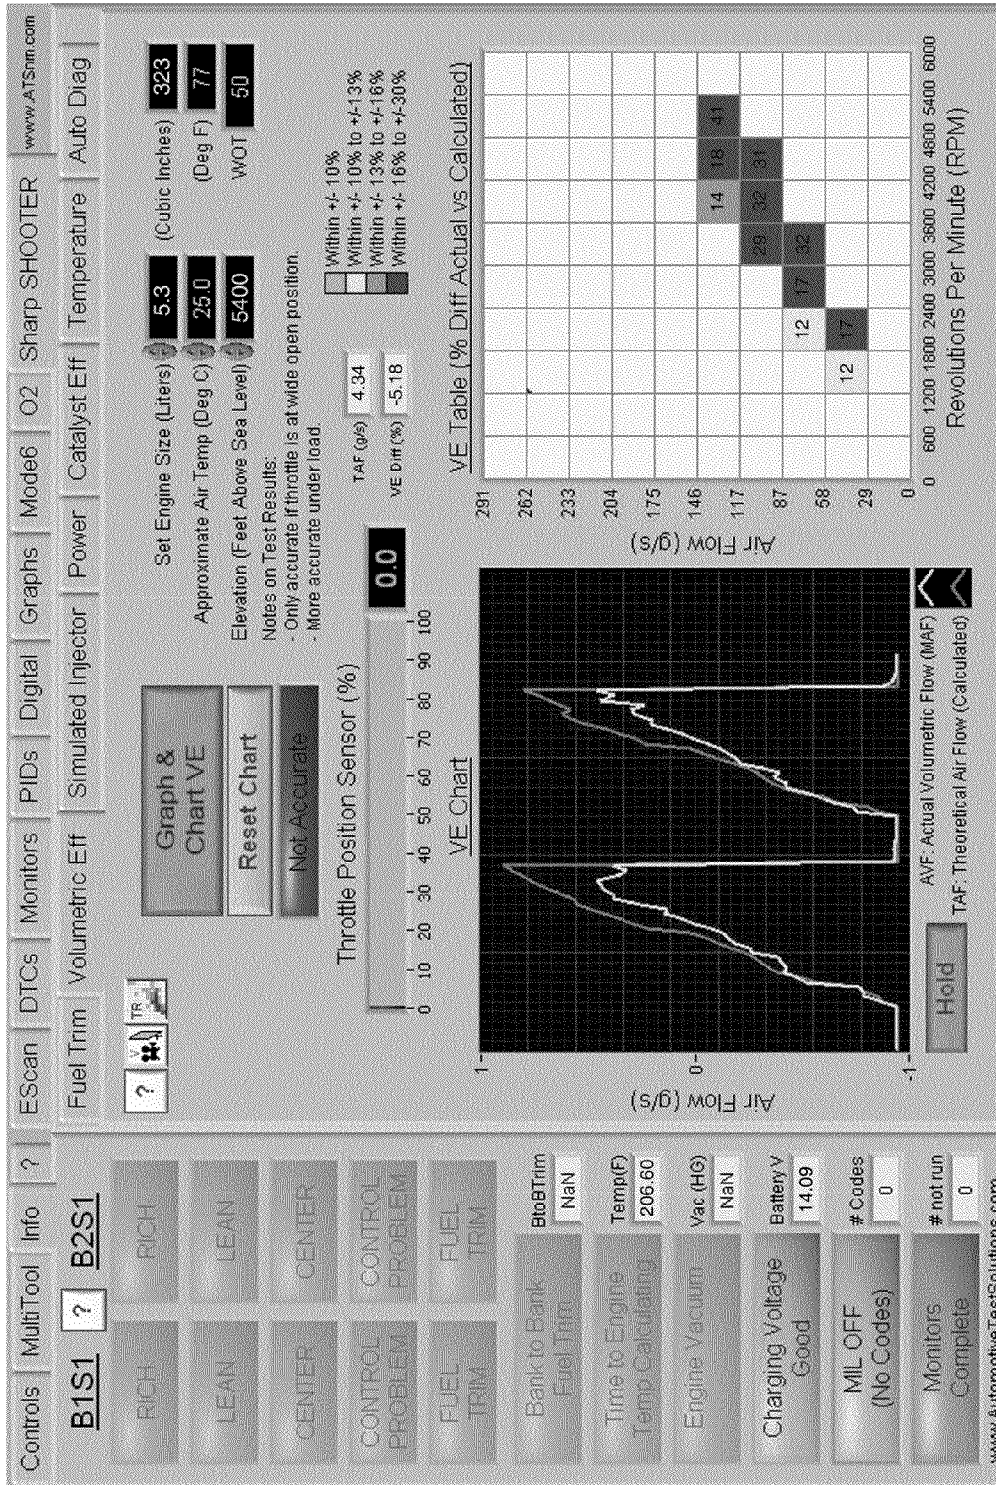 Controls MultiTool Info ? EScan DTCs Monitors PIDs Digital Graphs Mode6 O2 Sharp SHOOTER www.ATSnm.com
B1S1 ? B2S1
RICH RICH
LEAN LEAN
CENTER CENTER
CONTROL PROBLEM CONTROL PROBLEM
FUEL TRIM FUEL TRIM
Bank to Bank Fuel Trim
BtoBTrim
NaN
Time to Engine Temp Calculating
Temp(F)
206.60
Engine Vacuum
Vac (HG)
NaN
Charging Voltage Good
Battery V
14.09
MIL OFF (No Codes)
# Codes
0
Monitors Complete
# not run
0
www.AutomotiveTestSolutions.com
Fuel Trim Volumetric Eff Simulated Injector Power Catalyst Eff Temperature Auto Diag
? V TR
Graph & Chart VE
Reset Chart
Not Accurate
Set Engine Size (Liters) 5.3 (Cubic Inches) 323
Approximate Air Temp (Deg C) 25.0 (Deg F) 77
Elevation (Feet Above Sea Level) 5400 WOT 50
Notes on Test Results:
- Only accurate if throttle is at wide open position.
- More accurate under load.
Throttle Position Sensor (%)
0.0
0 10 20 30 40 50 60 70 80 90 100
TAF (g/s) 4.34
VE Diff (%) -5.18
Within +/- 10%
Within +/- 10% to +/-13%
Within +/- 13% to +/-16%
Within +/- 16% to +/-30%
VE Chart
Air Flow (g/s)
1
0
-1
Hold
AVF: Actual Volumetric Flow (MAF)
TAF: Theoretical Air Flow (Calculated)
VE Table (% Diff Actual vs Calculated)
Air Flow (g/s)
291
262
233
204
175
146
14 18 41
117
29 32 31
87
12 17 32
58
12 17
29
0
0 600 1200 1800 2400 3000 3600 4200 4800 5400 6000
Revolutions Per Minute (RPM)